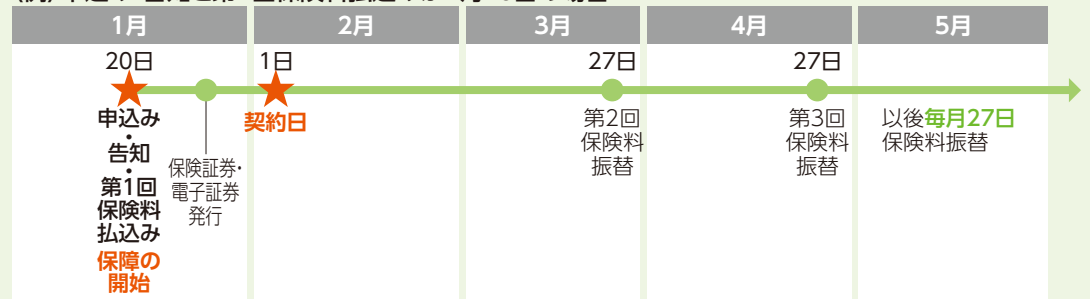 1月
2月
3月
4月
5月
20日
1日
27日
27日
申込み
・
告知
・
第1回
保険料
払込み
保障の
開始
保険証券・
電子証券
発行
契約日
第2回
保険料
振替
第3回
保険料
振替
以後毎月27日
保険料振替